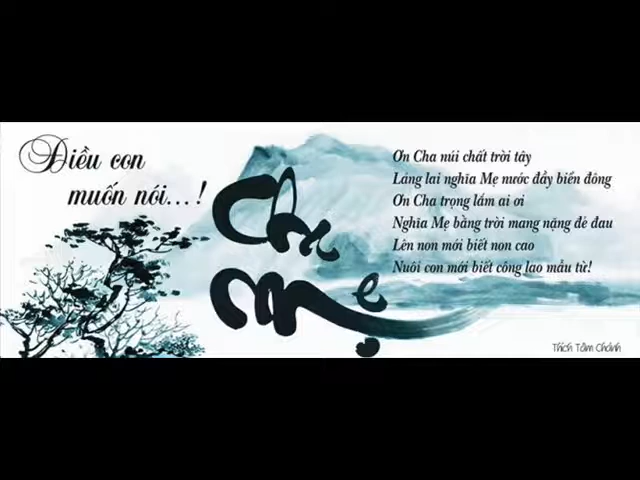 Điều con
muốn nói...!
Cha
Mẹ
Ơn Cha núi chất trời tây
Láng lai nghĩa Mẹ nước đầy biển đông
Ơn Cha trọng lắm ai ơi
Nghĩa Mẹ bằng trời mang nặng đẻ đau
Lên non mới biết non cao
Nuôi con mới biết công lao mẫu từ!
Thích Tâm Chánh